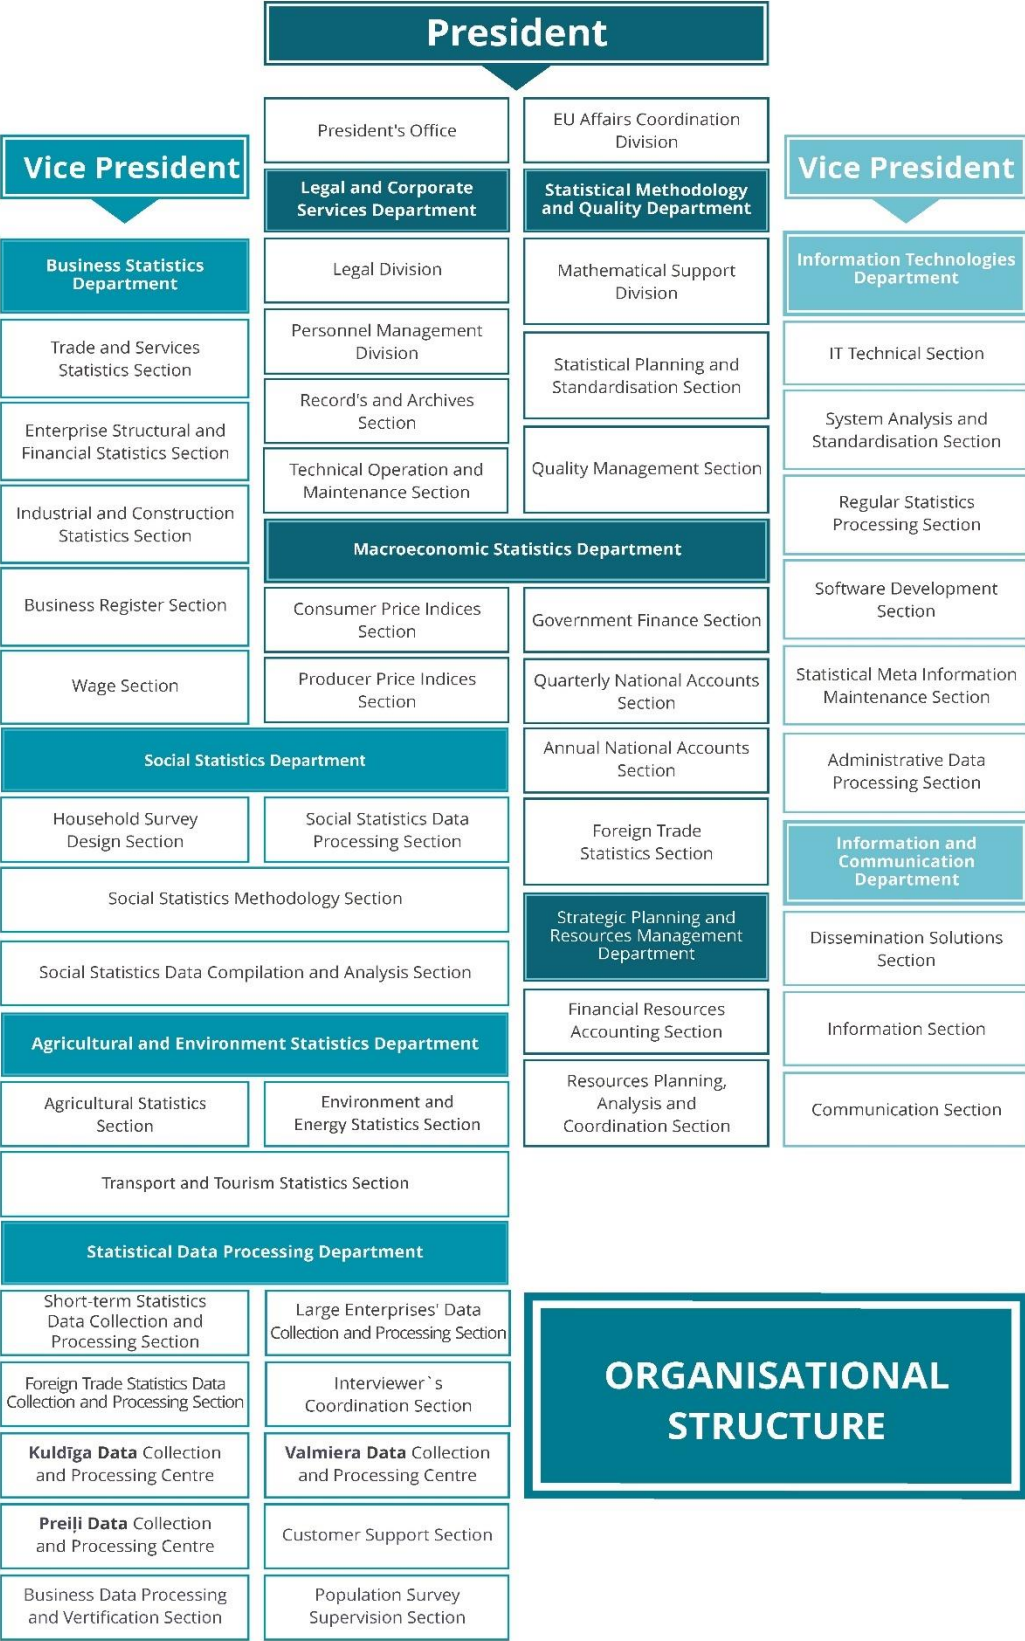 President
President's Office
EU Affairs Coordination
Division
Vice President
Legal and Corporate
Services Department
Statistical Methodology
and Quality Department
Vice President
Business Statistics
Department
Trade and Services
Statistics Section
Enterprise Structural and
Financial Statistics Section
Industrial and Construction
Statistics Section
Business Register Section
Wage Section
Legal Division
Personnel Management
Division
Record's and Archives
Section
Technical Operation and
Maintenance Section
Mathematical Support
Division
Statistical Planning and
Standardisation Section
Quality Management Section
Information Technologies
Department
IT Technical Section
System Analysis and
Standardisation Section
Regular Statistics
Processing Section
Software Development
Section
Statistical Meta Information
Maintenance Section
Administrative Data
Processing Section
Macroeconomic Statistics Department
Consumer Price Indices
Section
Producer Price Indices
Section
Government Finance Section
Quarterly National Accounts
Section
Annual National Accounts
Section
Foreign Trade
Statistics Section
Social Statistics Department
Household Survey
Design Section
Social Statistics Data
Processing Section
Social Statistics Methodology Section
Social Statistics Data Compilation and Analysis Section
Strategic Planning and
Resources Management
Department
Financial Resources
Accounting Section
Resources Planning,
Analysis and
Coordination Section
Information and
Communication
Department
Dissemination Solutions
Section
Information Section
Communication Section
Agricultural and Environment Statistics Department
Agricultural Statistics
Section
Environment and
Energy Statistics Section
Transport and Tourism Statistics Section
Statistical Data Processing Department
Short-term Statistics
Data Collection and
Processing Section
Large Enterprises' Data
Collection and Processing Section
Foreign Trade Statistics Data
Collection and Processing Section
Interviewer`s
Coordination Section
Kuldīga Data Collection
and Processing Centre
Valmiera Data Collection
and Processing Centre
Preiļi Data Collection
and Processing Centre
Customer Support Section
Business Data Processing
and Vertification Section
Population Survey
Supervision Section
ORGANISATIONAL
STRUCTURE